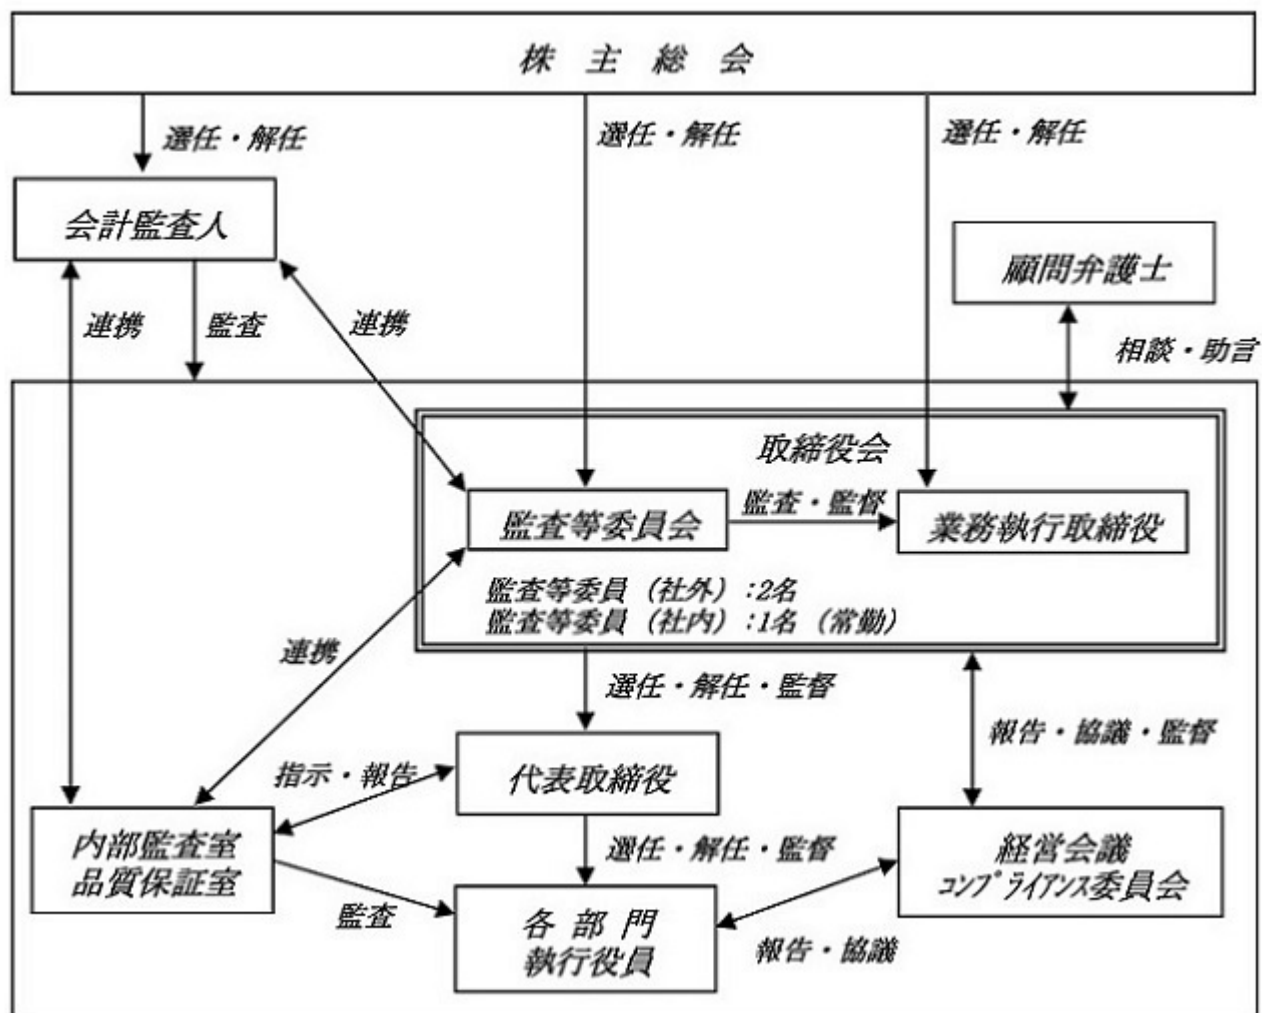 株 主 総 会
選任・解任
選任・解任
選任・解任
会計監査人
顧問弁護士
連携
監査
連携
相談・助言
取締役会
監査等委員会
監査・監督
業務執行取締役
監査等委員（社外）:2名
監査等委員（社内）:1名（常勤）
連携
選任・解任・監督
報告・協議・監督
指示・報告
代表取締役
内部監査室
品質保証室
選任・解任・監督
経営会議
ｺﾝﾌﾟﾗｲｱﾝｽ委員会
監査
各 部 門
執行役員
報告・協議